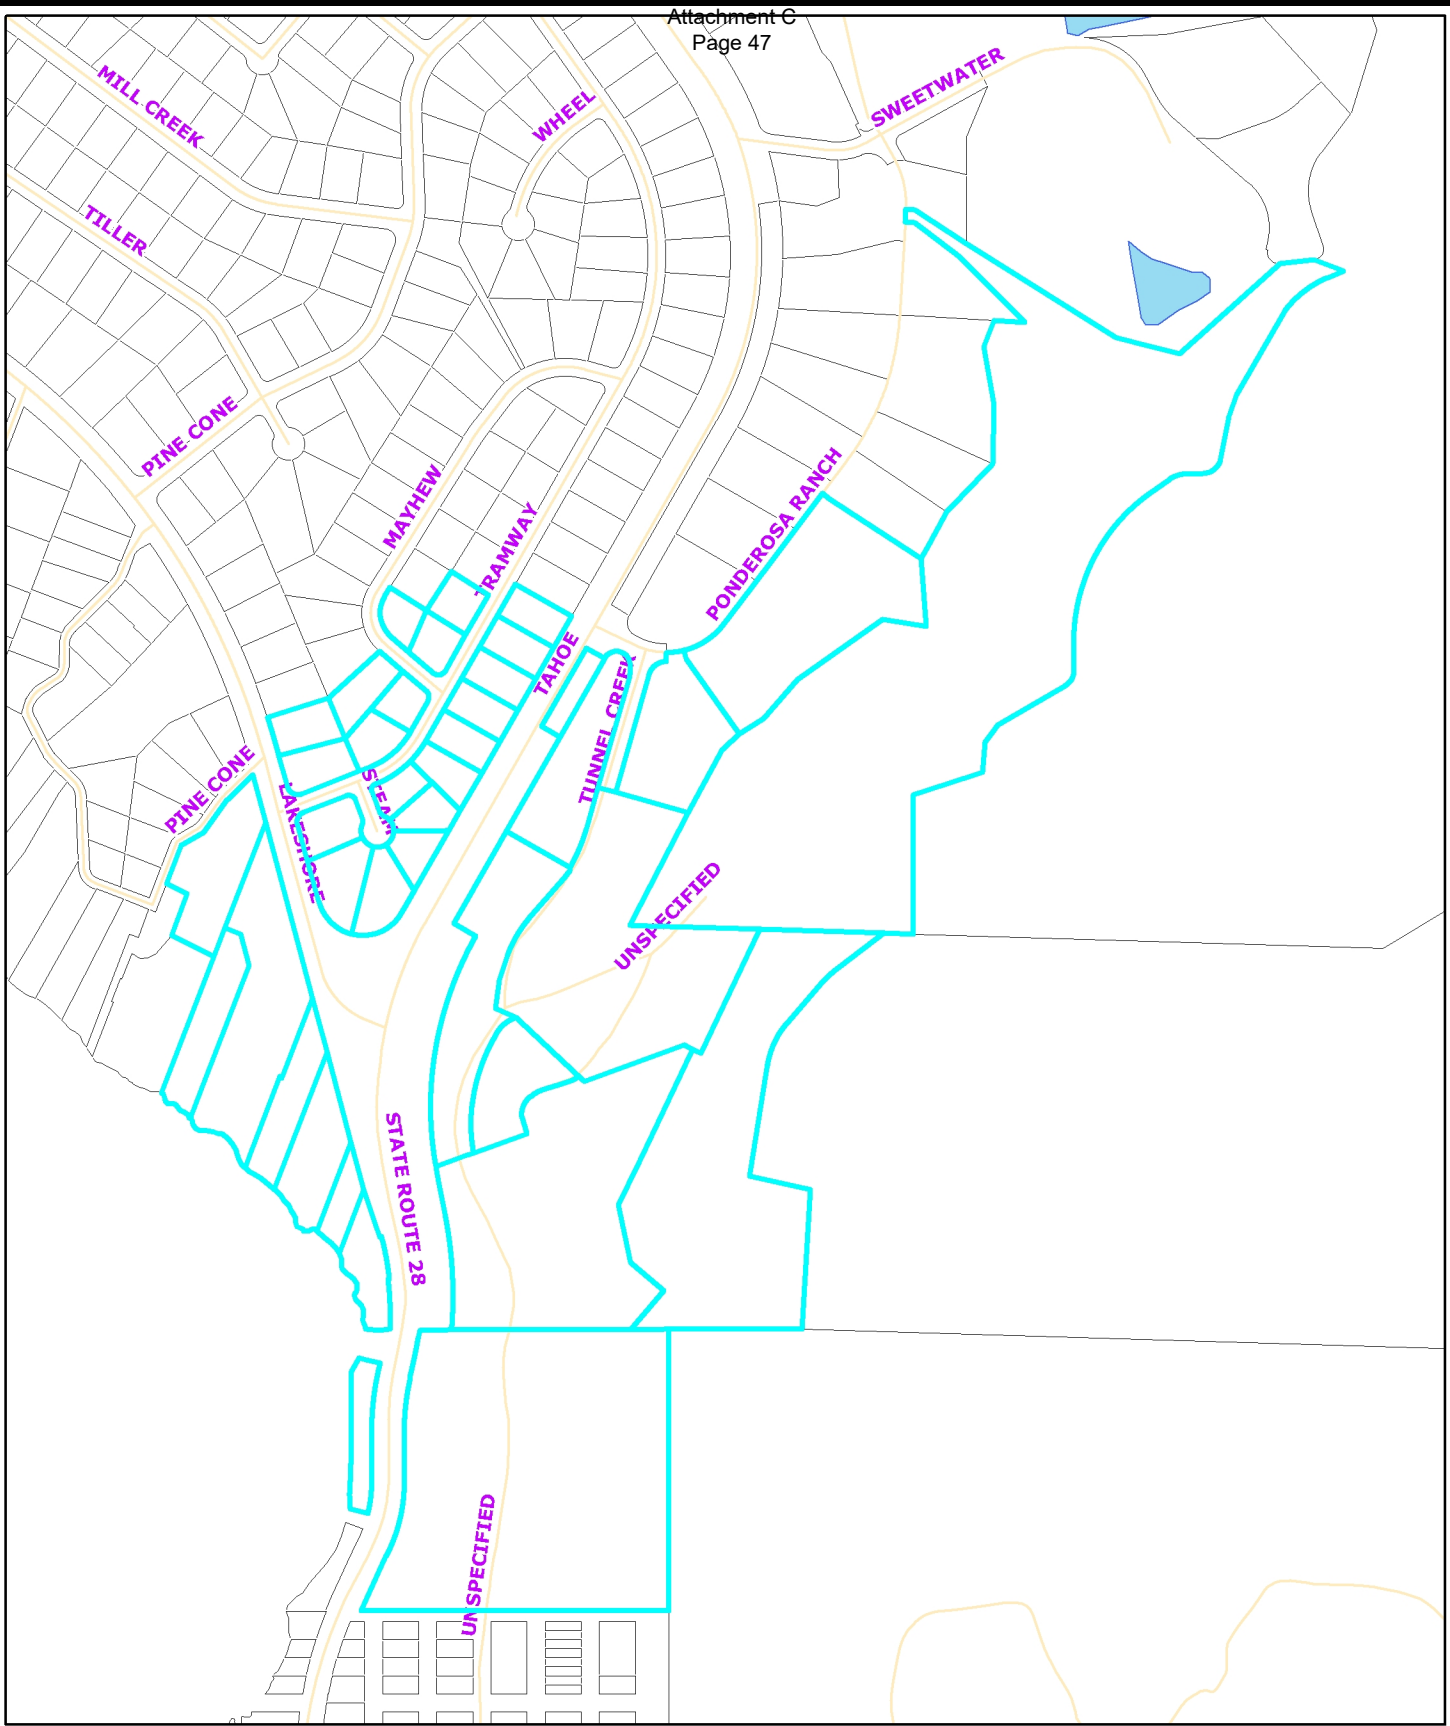 Attachment C
Page 47
SWEETWATER
MILL CREEK
WHEEL
TILLER
PINE CONE
MAYHEW
TRAMWAY
PONDEROSA RANCH
TAHOE
TUNNEL CREEK
PINE CONE
STEAM
LAKESHORE
UNSPECIFIED
STATE ROUTE 28
UNSPECIFIED